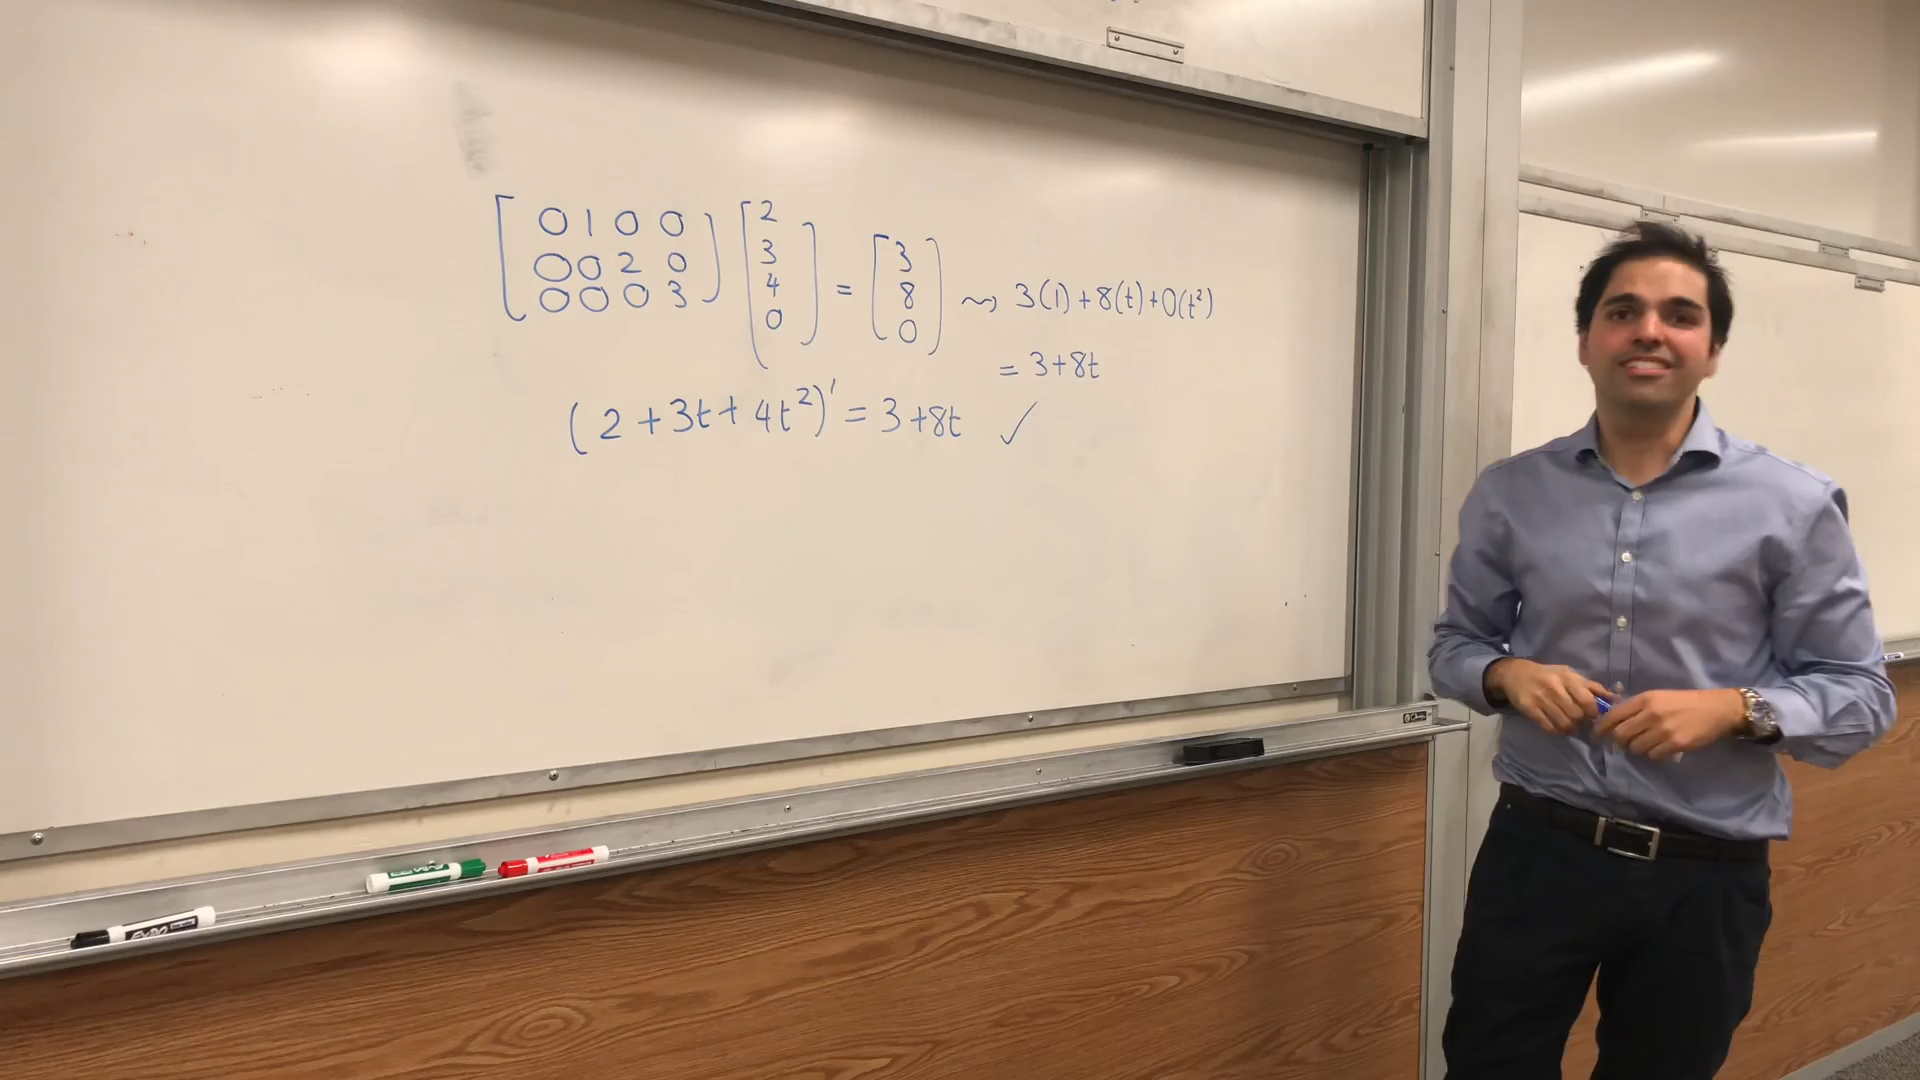 [0 1 0 0] [2] = [3] ⇝ 3(1)+8(t)+0(t²)
[0 0 2 0] [3] [8]
[0 0 0 3] [4] [0]
[0]
= 3+8t
(2+3t+4t²)' = 3+8t ✓
EXPO